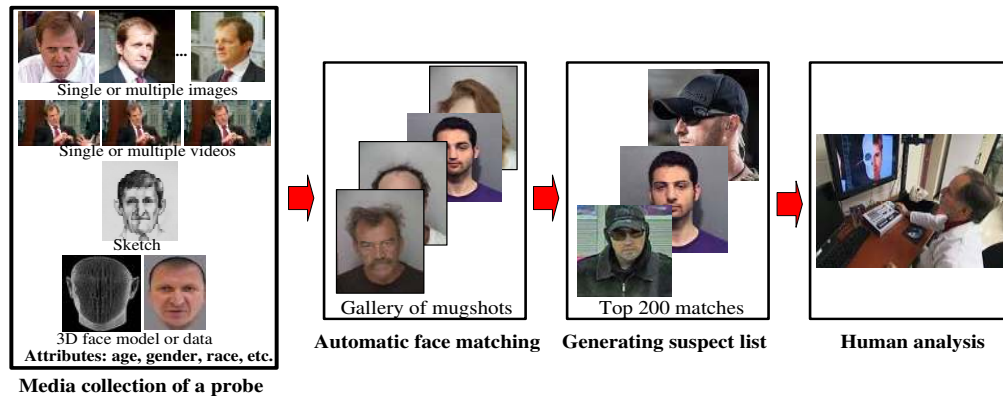 ...
Single or multiple images
Single or multiple videos
Sketch
3D face model or data
Attributes: age, gender, race, etc.
Media collection of a probe
Gallery of mugshots
Automatic face matching
Top 200 matches
Generating suspect list
Human analysis